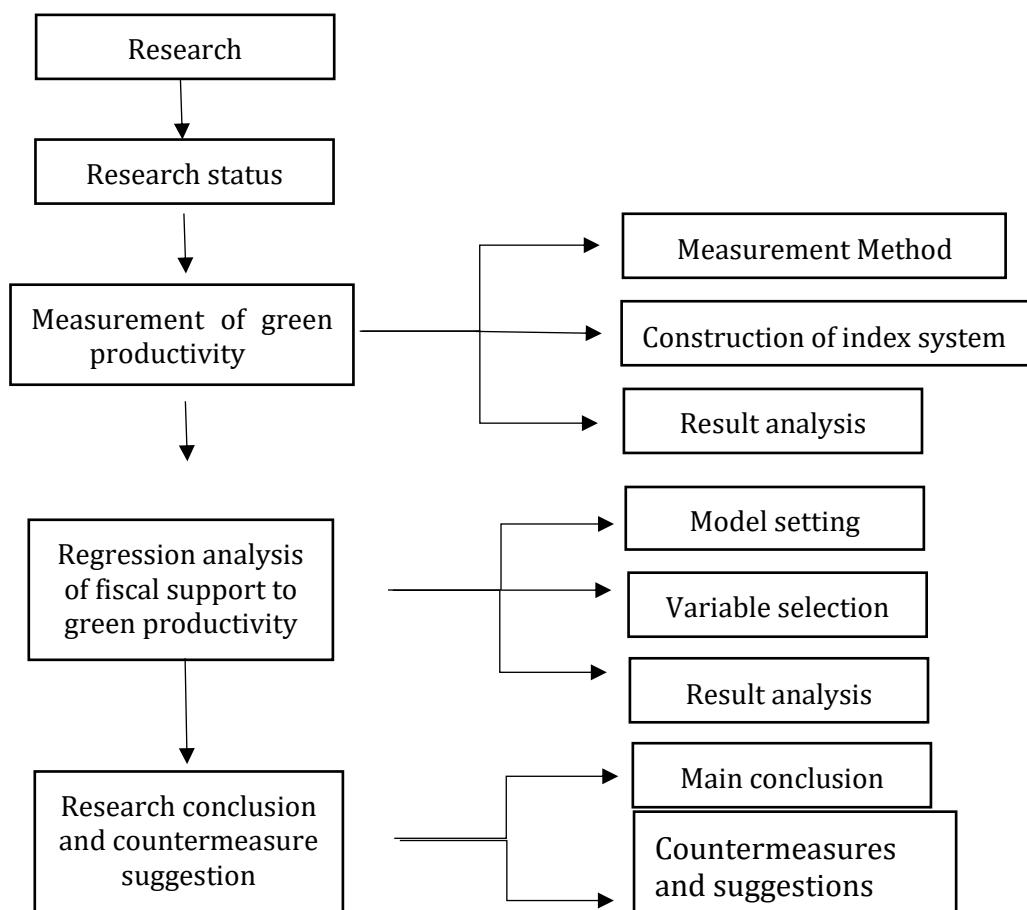 Research
Research status
Measurement of green
productivity
Measurement Method
Construction of index system
Result analysis
Regression analysis
of fiscal support to
green productivity
Model setting
Variable selection
Result analysis
Research conclusion
and countermeasure
suggestion
Main conclusion
Countermeasures
and suggestions